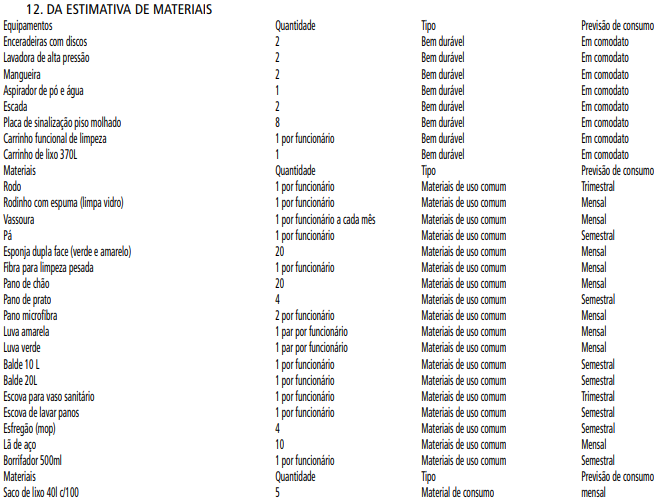 12. DA ESTIMATIVA DE MATERIAIS
Equipamentos Quantidade Tipo Previsão de consumo
Enceradeiras com discos 2 Bem durável Em comodato
Lavadora de alta pressão 2 Bem durável Em comodato
Mangueira 2 Bem durável Em comodato
Aspirador de pó e água 1 Bem durável Em comodato
Escada 2 Bem durável Em comodato
Placa de sinalização piso molhado 8 Bem durável Em comodato
Carrinho funcional de limpeza 1 por funcionário Bem durável Em comodato
Carrinho de lixo 370L 1 Bem durável Em comodato
Materiais Quantidade Tipo Previsão de consumo
Rodo 1 por funcionário Materiais de uso comum Trimestral
Rodinho com espuma (limpa vidro) 1 por funcionário Materiais de uso comum Mensal
Vassoura 1 por funcionário a cada mês Materiais de uso comum Mensal
Pá 1 por funcionário Materiais de uso comum Semestral
Esponja dupla face (verde e amarelo) 20 Materiais de uso comum Mensal
Fibra para limpeza pesada 1 por funcionário Materiais de uso comum Mensal
Pano de chão 20 Materiais de uso comum Mensal
Pano de prato 4 Materiais de uso comum Semestral
Pano microfibra 2 por funcionário Materiais de uso comum Mensal
Luva amarela 1 par por funcionário Materiais de uso comum Mensal
Luva verde 1 par por funcionário Materiais de uso comum Mensal
Balde 10 L 1 por funcionário Materiais de uso comum Semestral
Balde 20L 1 por funcionário Materiais de uso comum Semestral
Escova para vaso sanitário 1 por funcionário Materiais de uso comum Trimestral
Escova de lavar panos 1 por funcionário Materiais de uso comum Semestral
Esfregão (mop) 4 Materiais de uso comum Semestral
Lã de aço 10 Materiais de uso comum Mensal
Borrifador 500ml 1 por funcionário Materiais de uso comum Semestral
Materiais Quantidade Tipo Previsão de consumo
Saco de lixo 40l c/100 5 Material de consumo mensal